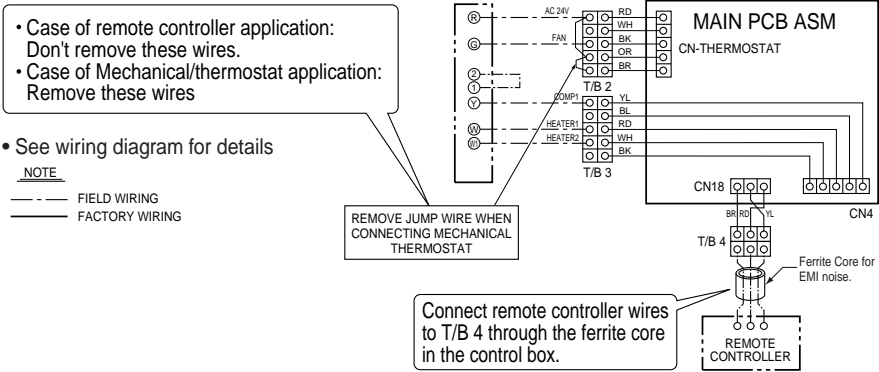 • Case of remote controller application:
Don't remove these wires.
• Case of Mechanical/thermostat application:
Remove these wires
• See wiring diagram for details
NOTE
FIELD WIRING
FACTORY WIRING
R
G
2
1
Y
W
W1
AC 24V
FAN
COMP1
HEATER1
HEATER2
RD
WH
BK
OR
BR
T/B 2
YL
BL
RD
WH
BK
T/B 3
MAIN PCB ASM
CN-THERMOSTAT
CN18
CN4
BR
RD
YL
T/B 4
REMOVE JUMP WIRE WHEN
CONNECTING MECHANICAL
THERMOSTAT
Ferrite Core for
EMI noise.
Connect remote controller wires
to T/B 4 through the ferrite core
in the control box.
REMOTE
CONTROLLER